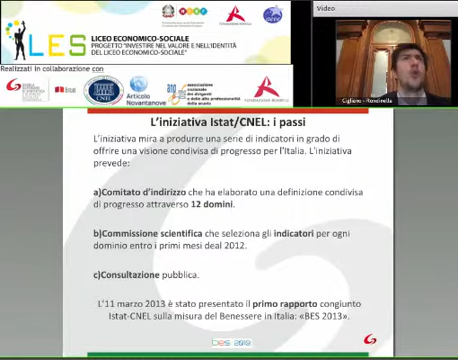 LES
LICEO ECONOMICO-SOCIALE
PROGETTO "INVESTIRE NEL VALORE E NELL'IDENTITÀ
DEL LICEO ECONOMICO-SOCIALE"
Realizzati in collaborazione con
Articolo
Novantanove
associazione
Video
Cigliano - Rondinella
L'iniziativa Istat/CNEL: i passi
L'iniziativa mira a produrre una serie di indicatori in grado di
offrire una visione condivisa di progresso per l'Italia. L'iniziativa
prevede:
a)Comitato d'indirizzo che ha elaborato una definizione condivisa
di progresso attraverso 12 domini.
b)Commissione scientifica che seleziona gli indicatori per ogni
dominio entro i primi mesi deal 2012.
c)Consultazione pubblica.
L'11 marzo 2013 è stato presentato il primo rapporto congiunto
Istat-CNEL sulla misura del Benessere in Italia: «BES 2013».
bes 2013